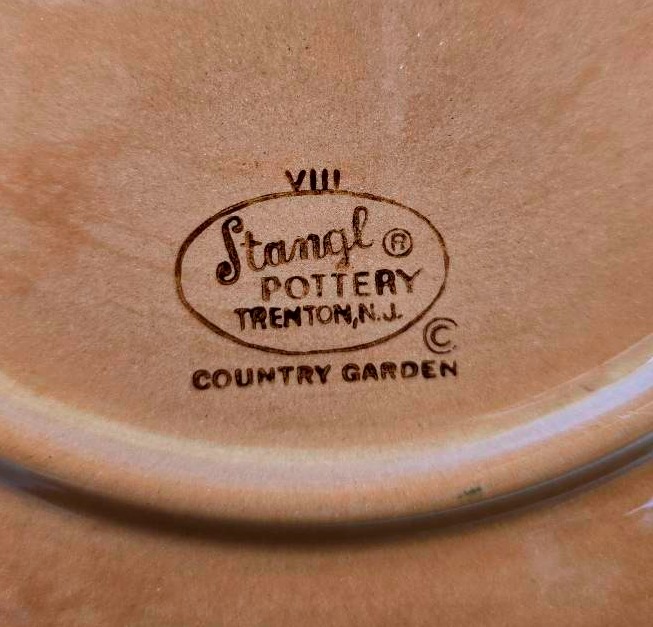 VIII
Stangl ®
POTTERY
TRENTON, N.J.
©
COUNTRY GARDEN